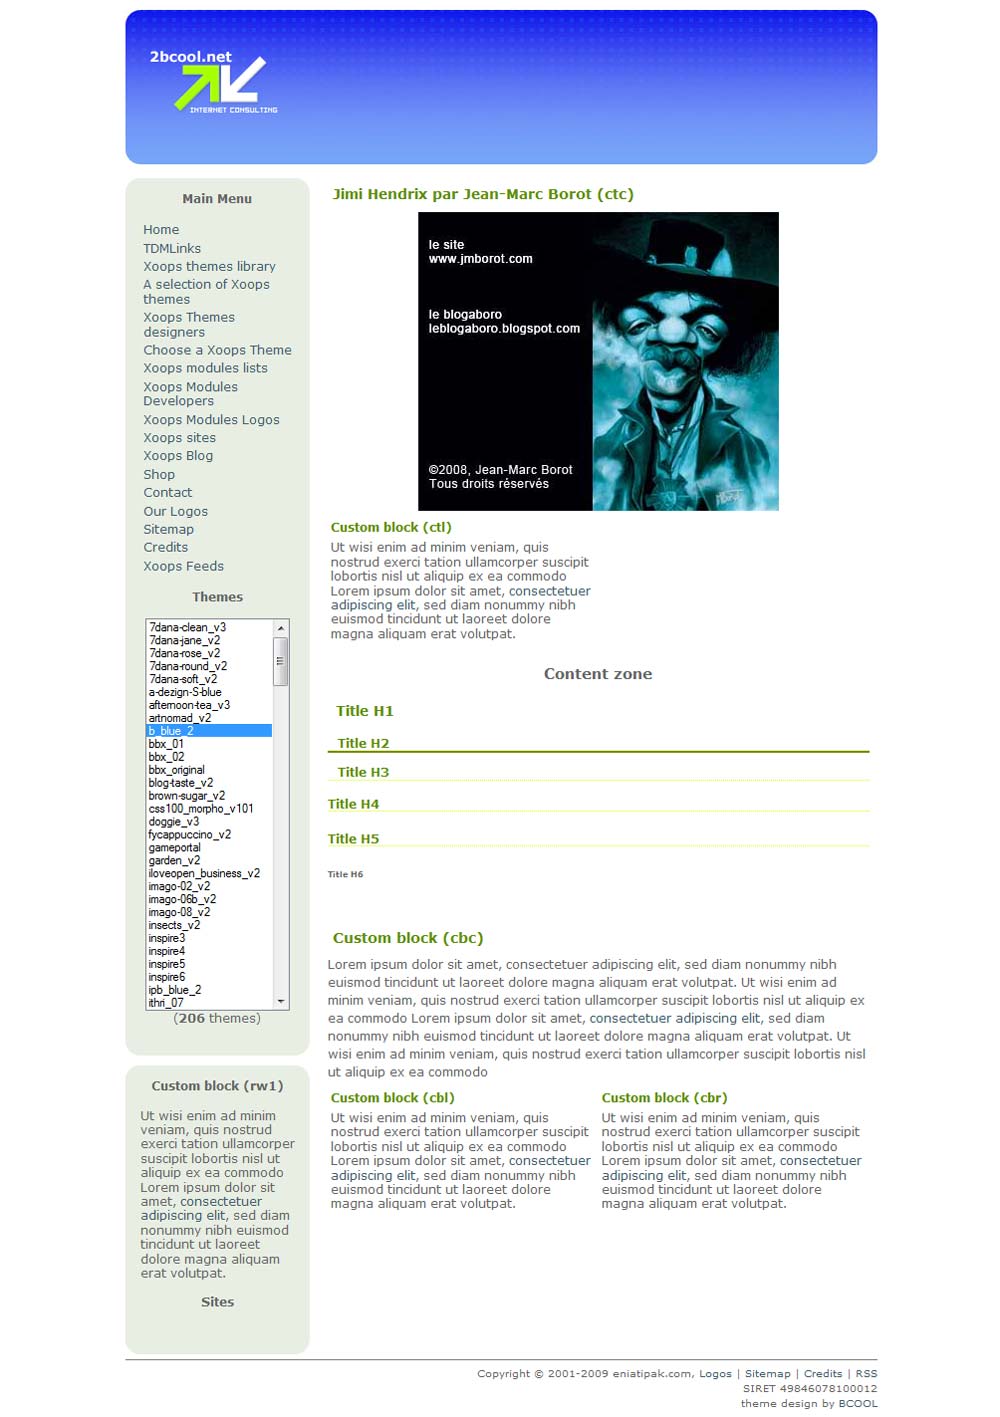 2bcool.net
INTERNET CONSULTING
Main Menu
Home
TDMLinks
Xoops themes library
A selection of Xoops
themes
Xoops Themes
designers
Choose a Xoops Theme
Xoops modules lists
Xoops Modules
Developers
Xoops Modules Logos
Xoops sites
Xoops Blog
Shop
Contact
Our Logos
Sitemap
Credits
Xoops Feeds
Themes
7dana-clean_v3
7dana-jane_v2
7dana-rose_v2
7dana-round_v2
7dana-soft_v2
a-dezign-S-blue
afternoon-tea_v3
artnomad_v2
b_blue_2
bbx_01
bbx_02
bbx_original
blog-taste_v2
brown-sugar_v2
css100_morpho_v101
doggie_v3
fycappuccino_v2
gameportal
garden_v2
iloveopen_business_v2
imago-02_v2
imago-06b_v2
imago-08_v2
insects_v2
inspire3
inspire4
inspire5
inspire6
ipb_blue_2
ithri_07
(206 themes)
Custom block (rw1)
Ut wisi enim ad minim
veniam, quis nostrud
exerci tation ullamcorper
suscipit lobortis nisl ut
aliquip ex ea commodo
Lorem ipsum dolor sit
amet, consectetuer
adipiscing elit, sed diam
nonummy nibh euismod
tincidunt ut laoreet
dolore magna aliquam
erat volutpat.
Sites
Jimi Hendrix par Jean-Marc Borot (ctc)
le site
www.jmborot.com
le blogaboro
leblogaboro.blogspot.com
©2008, Jean-Marc Borot
Tous droits réservés
Custom block (ctl)
Ut wisi enim ad minim veniam, quis
nostrud exerci tation ullamcorper suscipit
lobortis nisl ut aliquip ex ea commodo
Lorem ipsum dolor sit amet, consectetuer
adipiscing elit, sed diam nonummy nibh
euismod tincidunt ut laoreet dolore
magna aliquam erat volutpat.
Content zone
Title H1
Title H2
Title H3
Title H4
Title H5
Title H6
Custom block (cbc)
Lorem ipsum dolor sit amet, consectetuer adipiscing elit, sed diam nonummy nibh
euismod tincidunt ut laoreet dolore magna aliquam erat volutpat. Ut wisi enim ad
minim veniam, quis nostrud exerci tation ullamcorper suscipit lobortis nisl ut aliquip ex
ea commodo Lorem ipsum dolor sit amet, consectetuer adipiscing elit, sed diam
nonummy nibh euismod tincidunt ut laoreet dolore magna aliquam erat volutpat. Ut
wisi enim ad minim veniam, quis nostrud exerci tation ullamcorper suscipit lobortis nisl
ut aliquip ex ea commodo
Custom block (cbl)
Ut wisi enim ad minim veniam, quis
nostrud exerci tation ullamcorper suscipit
lobortis nisl ut aliquip ex ea commodo
Lorem ipsum dolor sit amet, consectetuer
adipiscing elit, sed diam nonummy nibh
euismod tincidunt ut laoreet dolore
magna aliquam erat volutpat.
Custom block (cbr)
Ut wisi enim ad minim veniam, quis
nostrud exerci tation ullamcorper suscipit
lobortis nisl ut aliquip ex ea commodo
Lorem ipsum dolor sit amet, consectetuer
adipiscing elit, sed diam nonummy nibh
euismod tincidunt ut laoreet dolore
magna aliquam erat volutpat.
Copyright © 2001-2009 eniatipak.com, Logos | Sitemap | Credits | RSS
SIRET 49846078100012
theme design by BCOOL